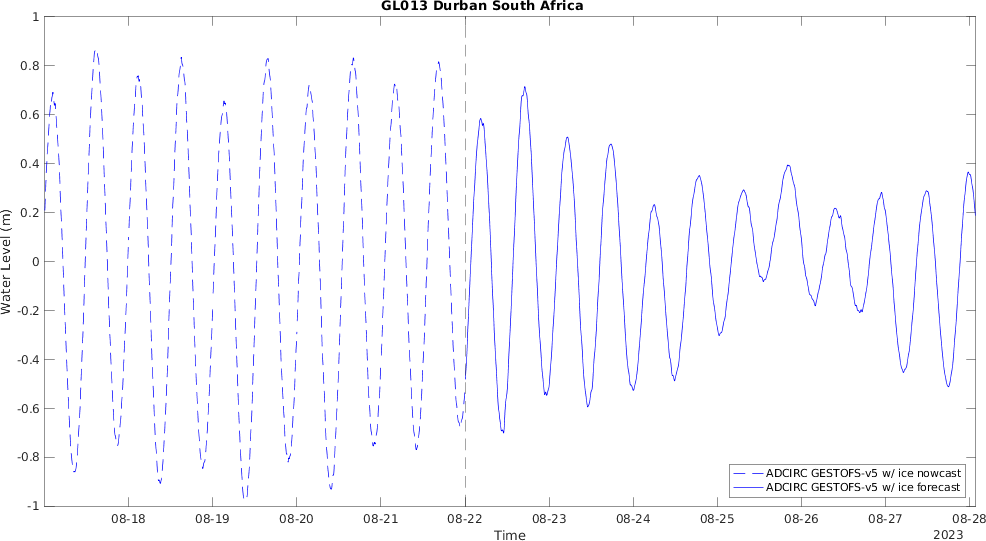 GL013 Durban South Africa
Water Level (m)
1
0.8
0.6
0.4
0.2
0
-0.2
-0.4
-0.6
-0.8
-1
08-18 08-19 08-20 08-21 08-22 08-23 08-24 08-25 08-26 08-27 08-28
Time
2023
ADCIRC GESTOFS-v5 w/ ice nowcast
ADCIRC GESTOFS-v5 w/ ice forecast